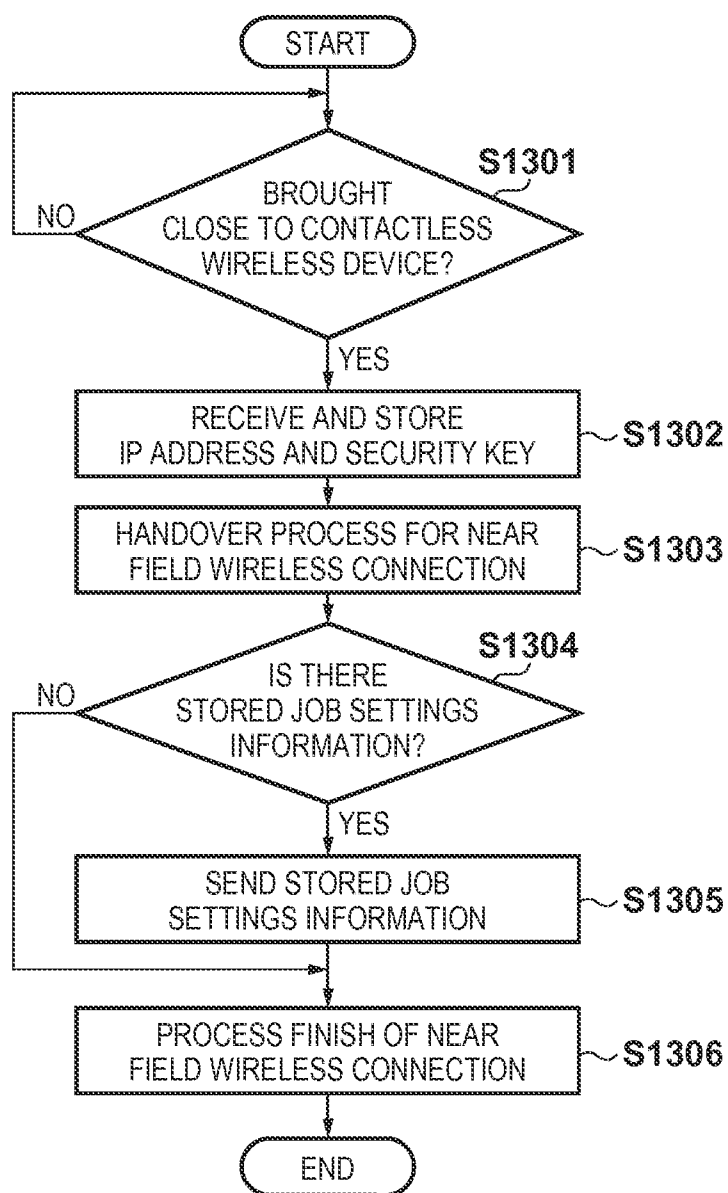 START
S1301
BROUGHT
CLOSE TO CONTACTLESS
WIRELESS DEVICE?
NO
YES
RECEIVE AND STORE
IP ADDRESS AND SECURITY KEY
S1302
HANDOVER PROCESS FOR NEAR
FIELD WIRELESS CONNECTION
S1303
S1304
IS THERE
STORED JOB SETTINGS
INFORMATION?
NO
YES
SEND STORED JOB
SETTINGS INFORMATION
S1305
PROCESS FINISH OF NEAR
FIELD WIRELESS CONNECTION
S1306
END